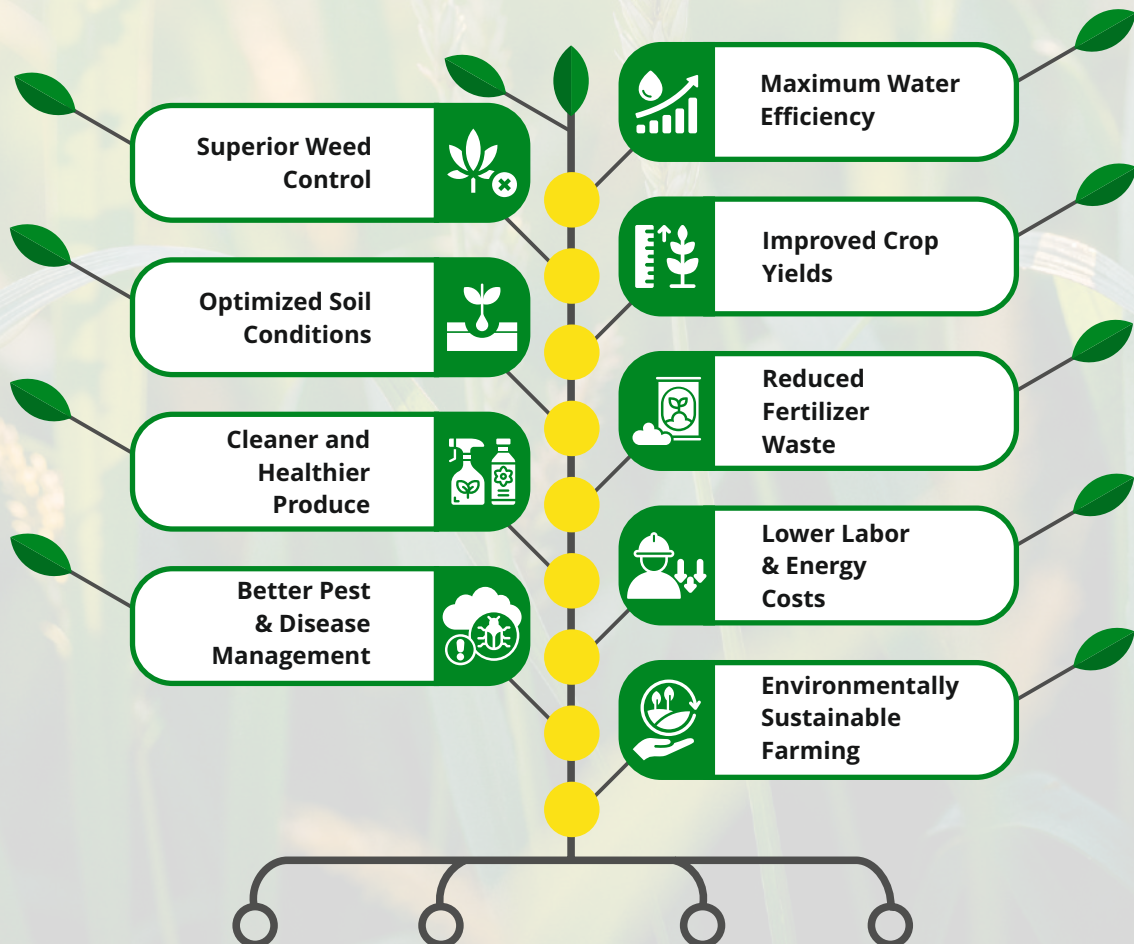 Maximum Water
Efficiency
Superior Weed
Control
Improved Crop
Yields
Optimized Soil
Conditions
Reduced
Fertilizer
Waste
Cleaner and
Healthier
Produce
Lower Labor
& Energy
Costs
Better Pest
& Disease
Management
Environmentally
Sustainable
Farming